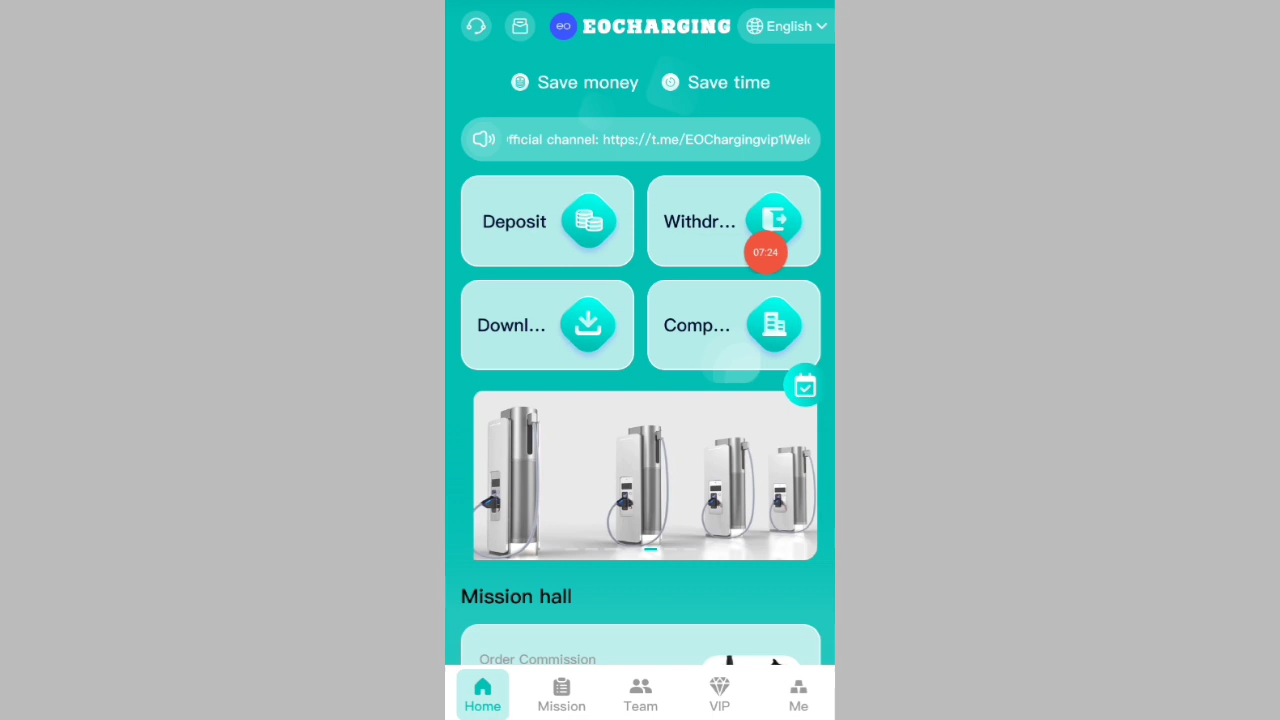 eo EOCHARGING English
Save money Save time
fficial channel: https://t.me/EOChargingvip1Wel
Deposit Withdr...
07:24
Downl... Comp...
Mission hall
Order Commission
Home Mission Team VIP Me